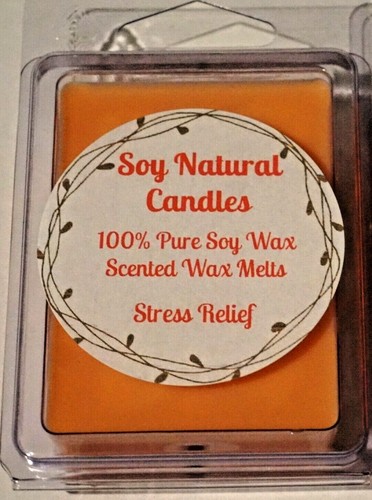 Soy Natural
Candles
100% Pure Soy Wax
Scented Wax Melts
Stress Relief